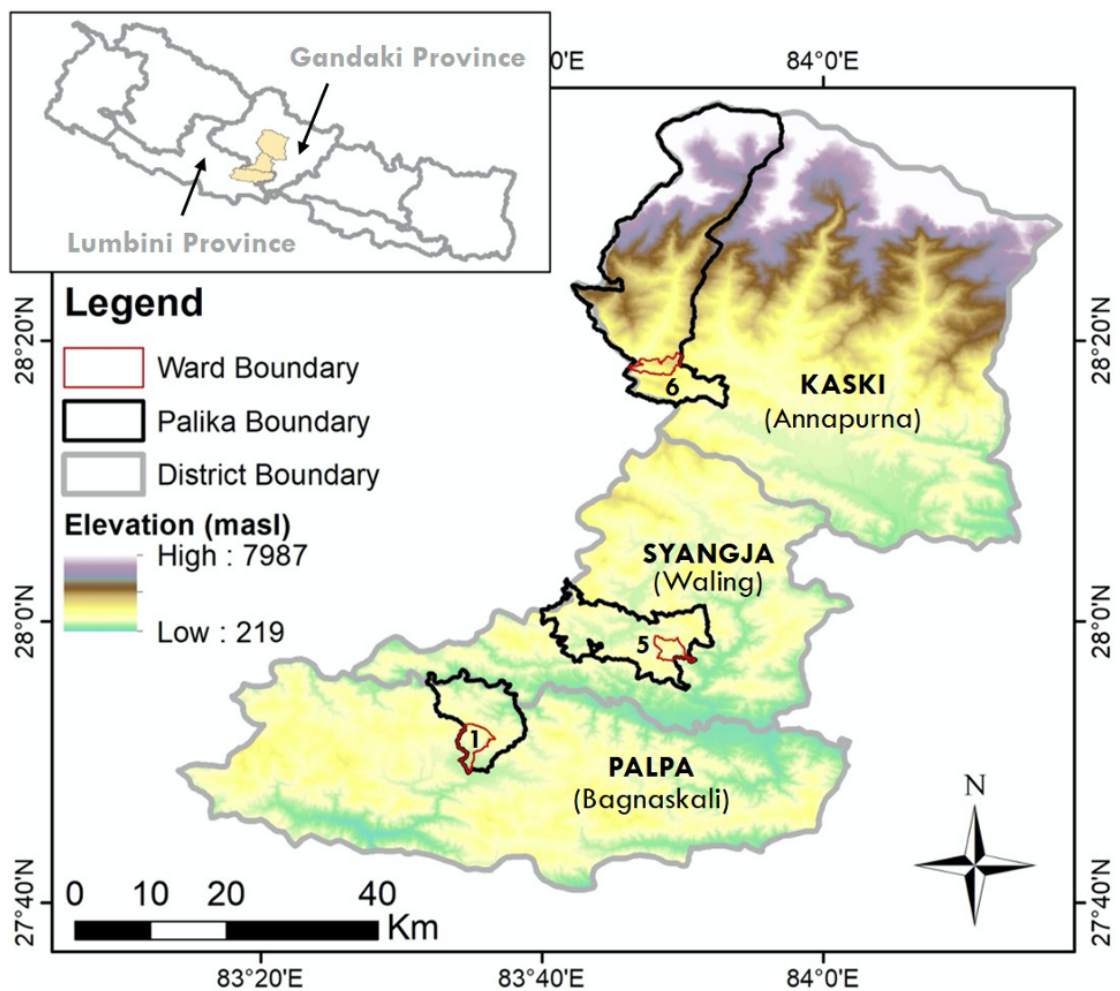 Gandaki Province
Lumbini Province
0'E
84°0'E
Legend
Ward Boundary
Palika Boundary
District Boundary
Elevation (masl)
High : 7987
Low : 219
28°20'N
28°20'N
6
KASKI
(Annapurna)
SYANGJA
(Waling)
28°0'N
5
28°0'N
1
PALPA
(Bagnaskali)
N
0 10 20 40
Km
27°40'N
27°40'N
83°20'E
83°40'E
84°0'E